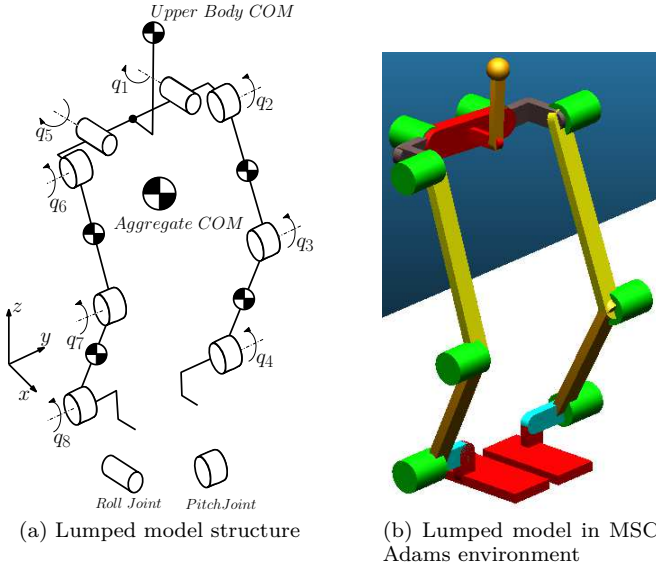 Upper Body COM
q1
q2
q5
q6
Aggregate COM
q3
z
y
x
q7
q4
q8
Roll Joint
PitchJoint
(a) Lumped model structure
(b) Lumped model in MSC
Adams environment